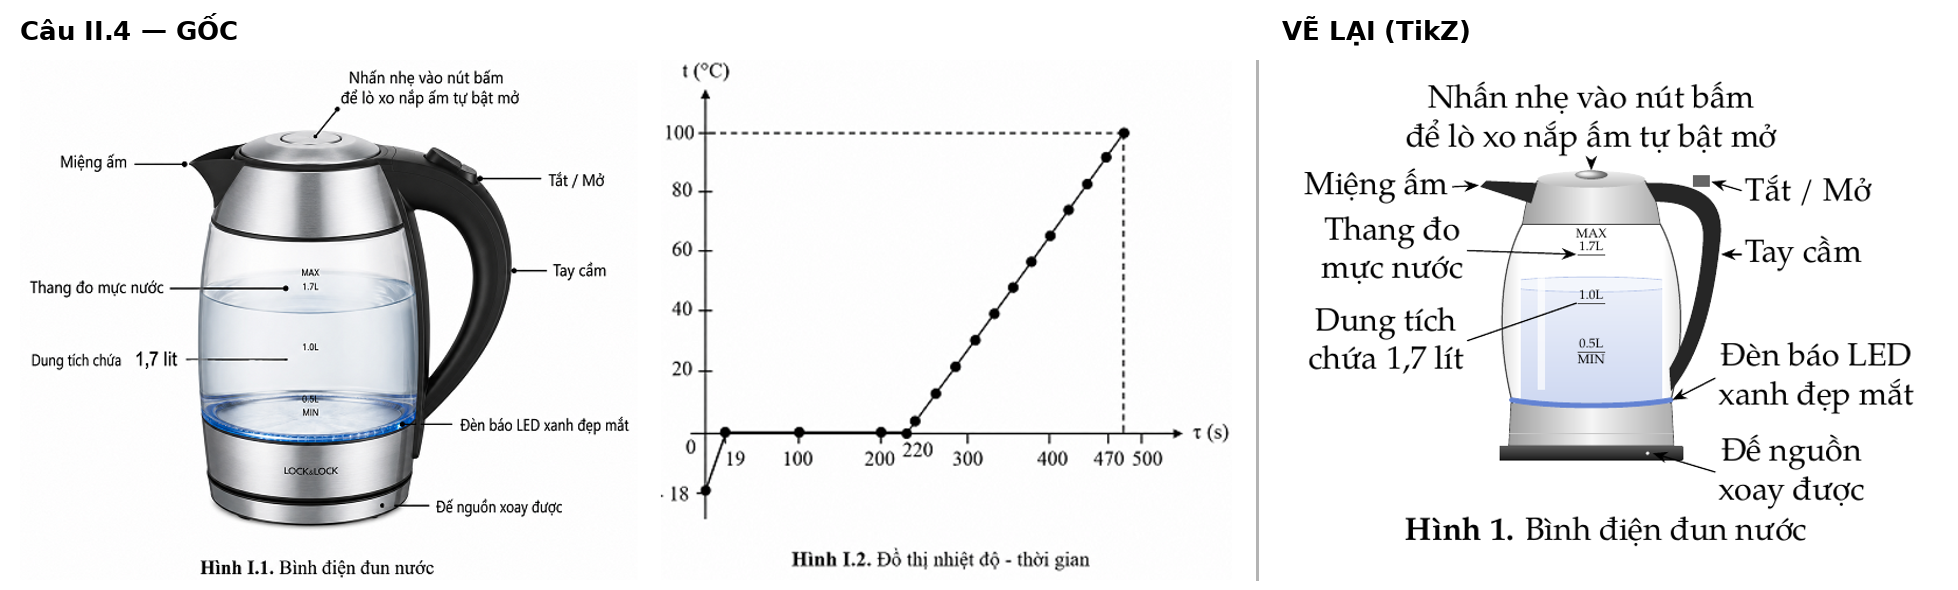 Câu II.4 — GỐC
Nhấn nhẹ vào nút bấm
để lò xo nắp ấm tự bật mở
Miệng ấm
Tắt / Mở
Tay cầm
MAX
1.7L
Thang đo mực nước
1.0L
Dung tích chứa 1,7 lit
0.5L
MIN
Đèn báo LED xanh đẹp mắt
LOCK&LOCK
Đế nguồn xoay được
Hình I.1. Bình điện đun nước
t (°C)
100
80
60
40
20
0
- 18
19 100 200 220 300 400 470 500
τ (s)
Hình I.2. Đồ thị nhiệt độ - thời gian
VẼ LẠI (TikZ)
Nhấn nhẹ vào nút bấm
để lò xo nắp ấm tự bật mở
Miệng ấm
Tắt / Mở
Thang đo
mực nước
MAX
1.7L
Tay cầm
1.0L
Dung tích
chứa 1,7 lít
0.5L
MIN
Đèn báo LED
xanh đẹp mắt
Đế nguồn
xoay được
Hình 1. Bình điện đun nước